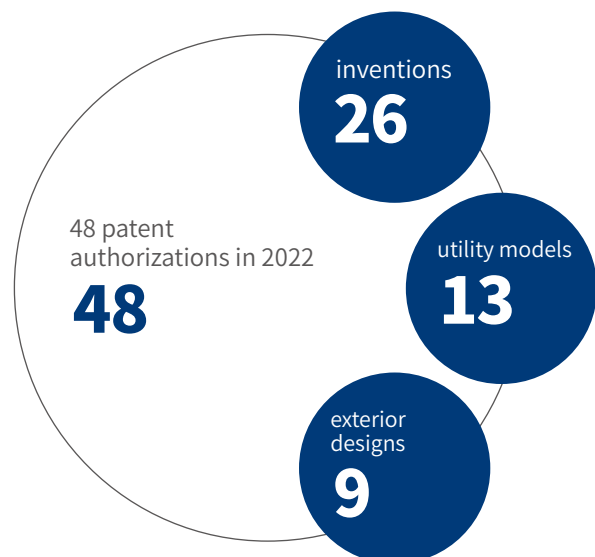 48 patent
authorizations in 2022
48
inventions
26
utility models
13
exterior
designs
9